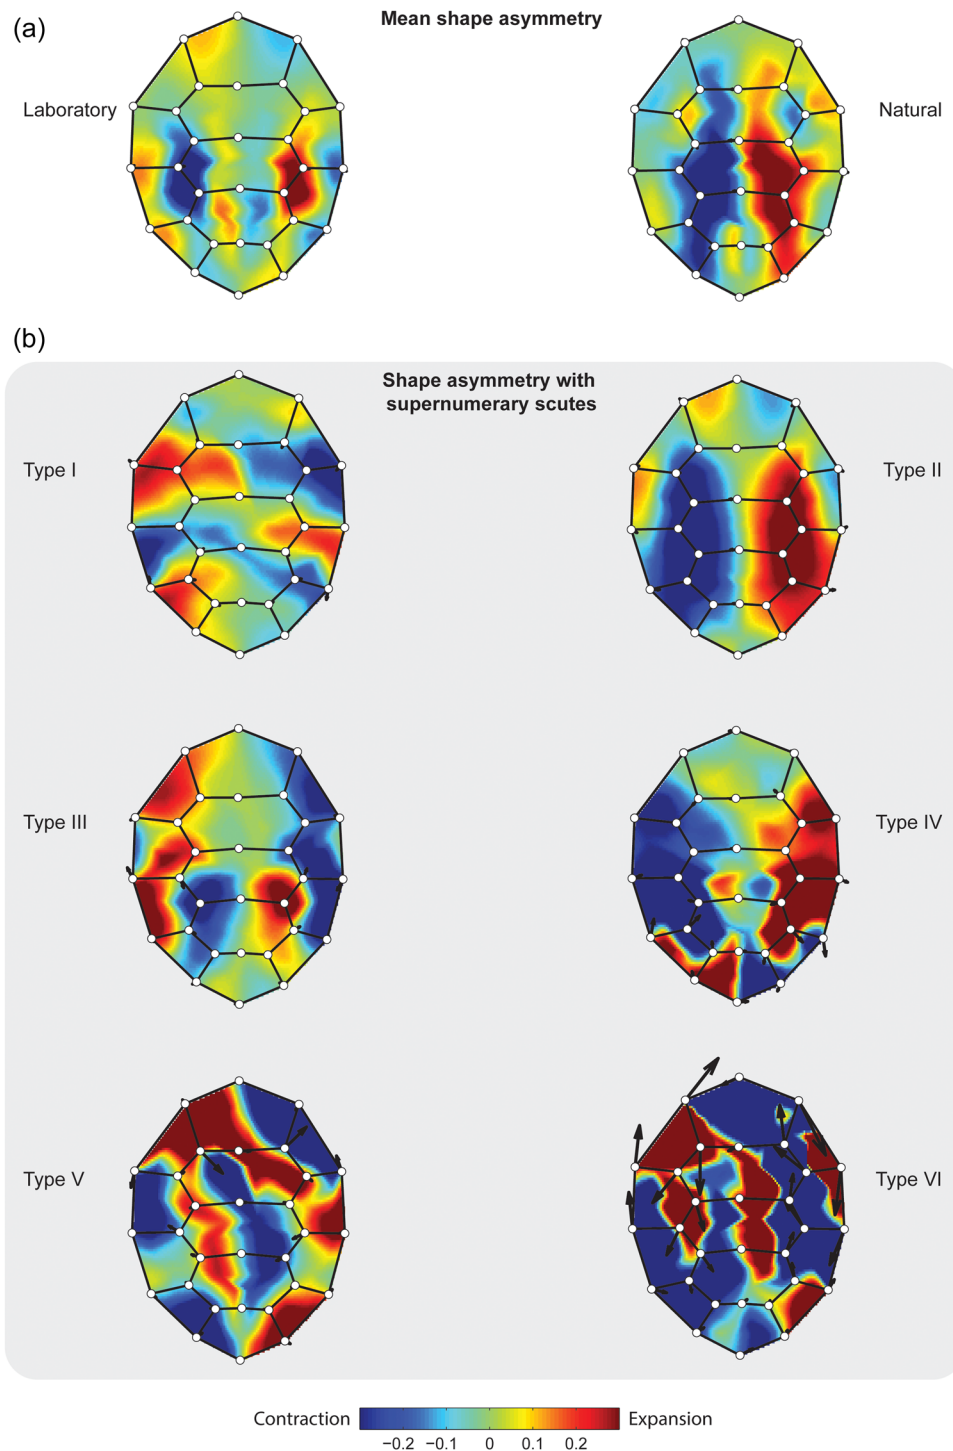 (a)
Mean shape asymmetry
Laboratory
Natural
(b)
Shape asymmetry with
supernumerary scutes
Type I
Type II
Type III
Type IV
Type V
Type VI
Contraction
Expansion
−0.2 −0.1 0 0.1 0.2